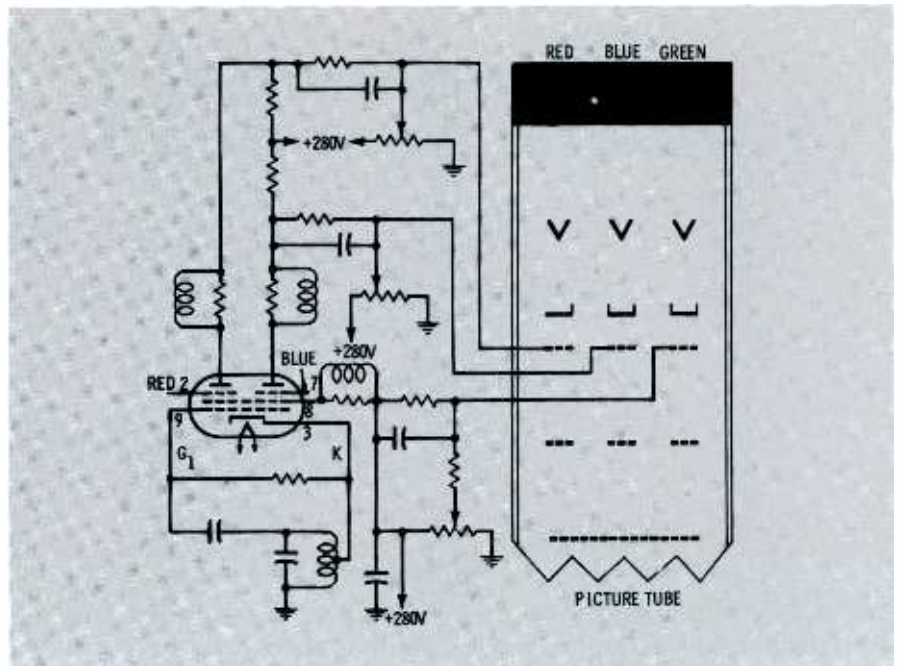 RED BLUE GREEN
+280V
+280V
BLUE
RED 2
7
8
9
3
G1
K
+280V
PICTURE TUBE